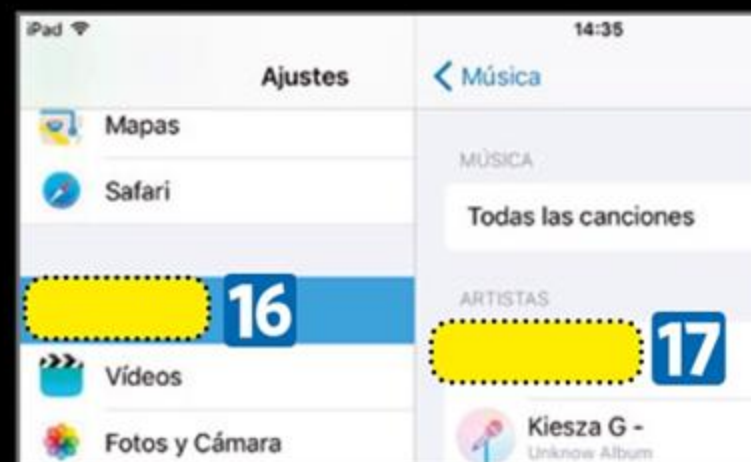 iPad
14:35
Ajustes
Música
Mapas
Safari
16
Vídeos
Fotos y Cámara
MÚSICA
Todas las canciones
ARTISTAS
17
Kiesza G -
Unknow Album